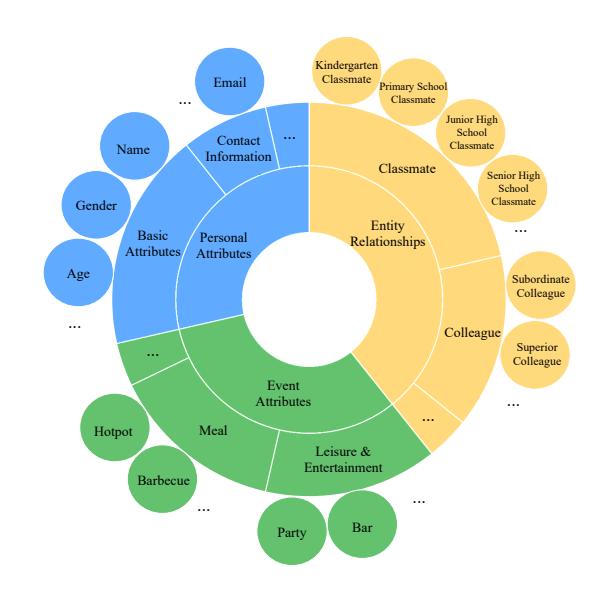 Kindergarten
Classmate
Primary School
Classmate
Junior High
School
Classmate
Senior High
School
Classmate
...
Classmate
Entity
Relationships
Colleague
Subordinate
Colleague
Superior
Colleague
...
...
Email
...
Name
Gender
Age
...
...
Contact
Information
Basic
Attributes
Personal
Attributes
...
Event
Attributes
Meal
Leisure &
Entertainment
Hotpot
Barbecue
...
Party
Bar
...